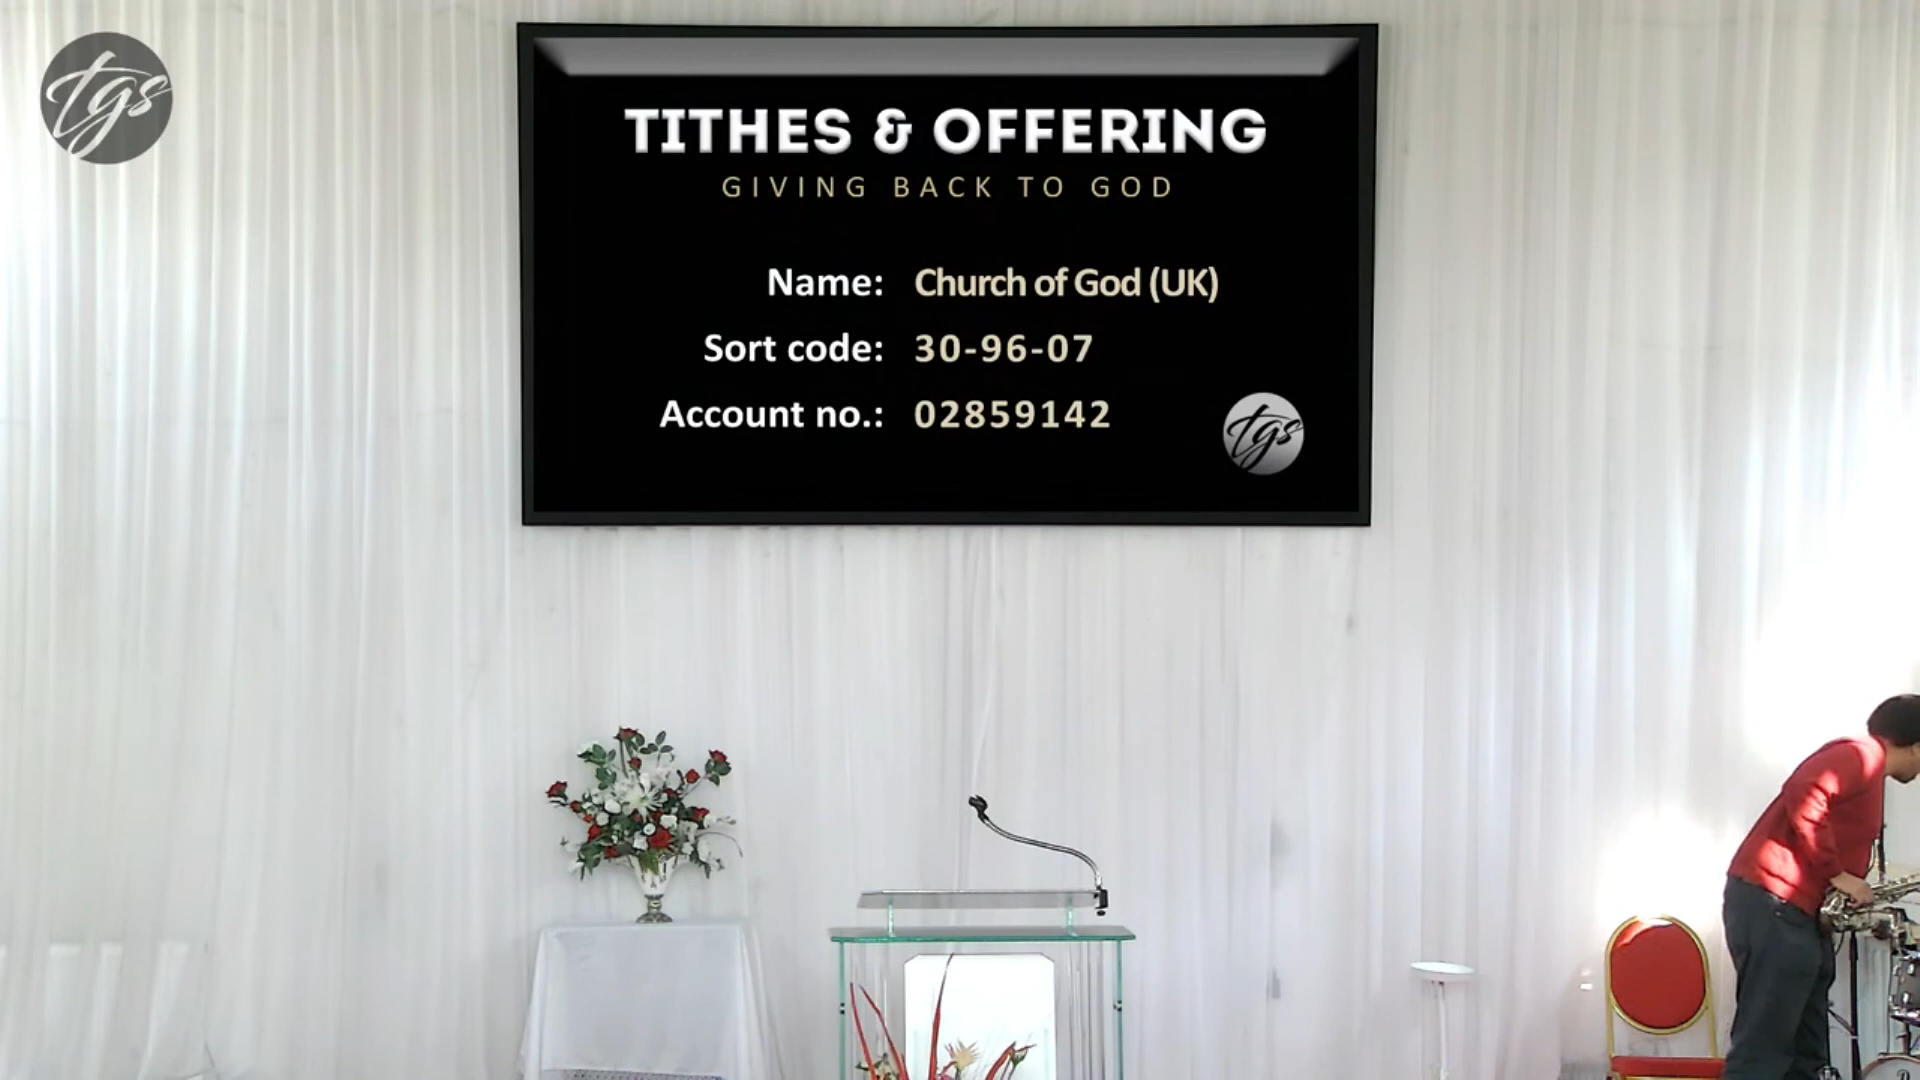 tgs
TITHES & OFFERING
GIVING BACK TO GOD
Name: Church of God (UK)
Sort code: 30-96-07
Account no.: 02859142
tgs